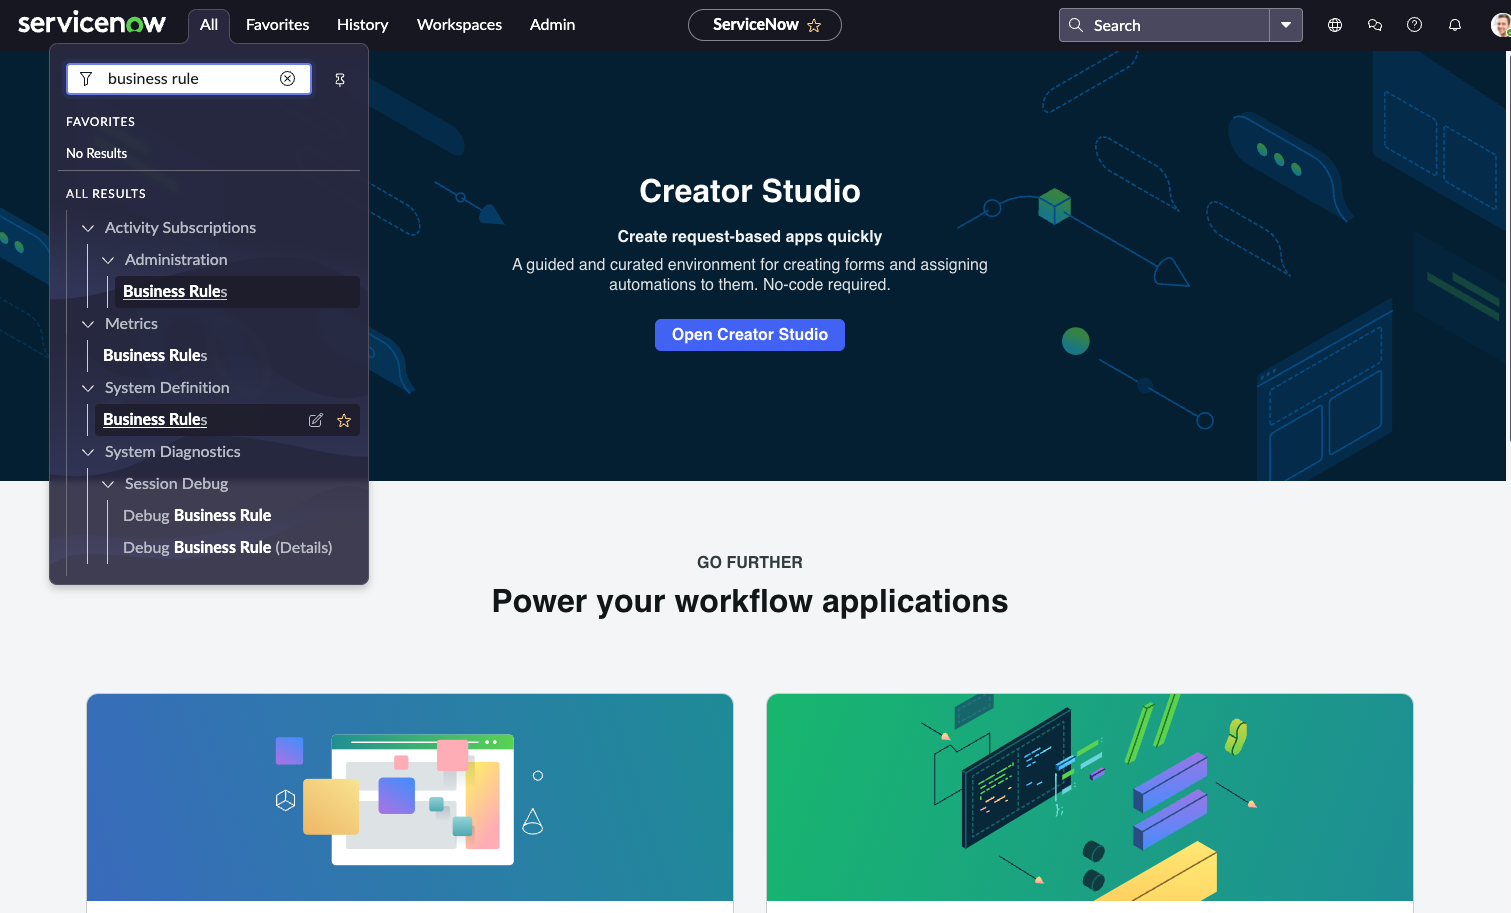 servicenow All Favorites History Workspaces Admin ServiceNow Search
business rule
FAVORITES
No Results
ALL RESULTS
Activity Subscriptions
Administration
Business Rules
Metrics
Business Rules
System Definition
Business Rules
System Diagnostics
Session Debug
Debug Business Rule
Debug Business Rule (Details)
Creator Studio
Create request-based apps quickly
A guided and curated environment for creating forms and assigning
automations to them. No-code required.
Open Creator Studio
GO FURTHER
Power your workflow applications